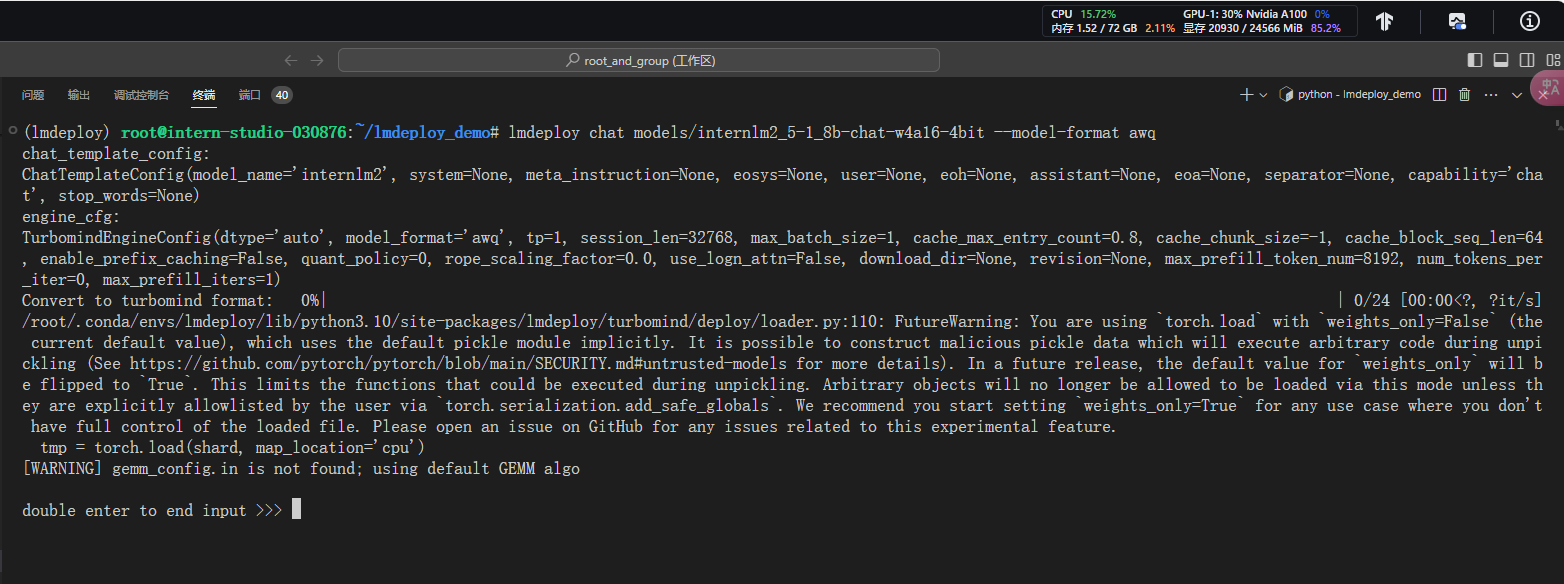 CPU 15.72% GPU-1: 30% Nvidia A100 0%
内存 1.52 / 72 GB 2.11% 显存 20930 / 24566 MiB 85.2%
root_and_group (工作区)
问题 输出 调试控制台 终端 端口 40 python - lmdeploy_demo
(lmdeploy) root@intern-studio-030876:~/lmdeploy_demo# lmdeploy chat models/internlm2_5-1_8b-chat-w4a16-4bit --model-format awq
chat_template_config:
ChatTemplateConfig(model_name='internlm2', system=None, meta_instruction=None, eosys=None, user=None, eoh=None, assistant=None, eoa=None, separator=None, capability='cha
t', stop_words=None)
engine_cfg:
TurbomindEngineConfig(dtype='auto', model_format='awq', tp=1, session_len=32768, max_batch_size=1, cache_max_entry_count=0.8, cache_chunk_size=-1, cache_block_seq_len=64
, enable_prefix_caching=False, quant_policy=0, rope_scaling_factor=0.0, use_logn_attn=False, download_dir=None, revision=None, max_prefill_token_num=8192, num_tokens_per
_iter=0, max_prefill_iters=1)
Convert to turbomind format:   0%| | 0/24 [00:00<?, ?it/s]
/root/.conda/envs/lmdeploy/lib/python3.10/site-packages/lmdeploy/turbomind/deploy/loader.py:110: FutureWarning: You are using `torch.load` with `weights_only=False` (the
 current default value), which uses the default pickle module implicitly. It is possible to construct malicious pickle data which will execute arbitrary code during unpi
ckling (See https://github.com/pytorch/pytorch/blob/main/SECURITY.md#untrusted-models for more details). In a future release, the default value for `weights_only` will b
e flipped to `True`. This limits the functions that could be executed during unpickling. Arbitrary objects will no longer be allowed to be loaded via this mode unless th
ey are explicitly allowlisted by the user via `torch.serialization.add_safe_globals`. We recommend you start setting `weights_only=True` for any use case where you don't
 have full control of the loaded file. Please open an issue on GitHub for any issues related to this experimental feature.
  tmp = torch.load(shard, map_location='cpu')
[WARNING] gemm_config.in is not found; using default GEMM algo
double enter to end input >>>